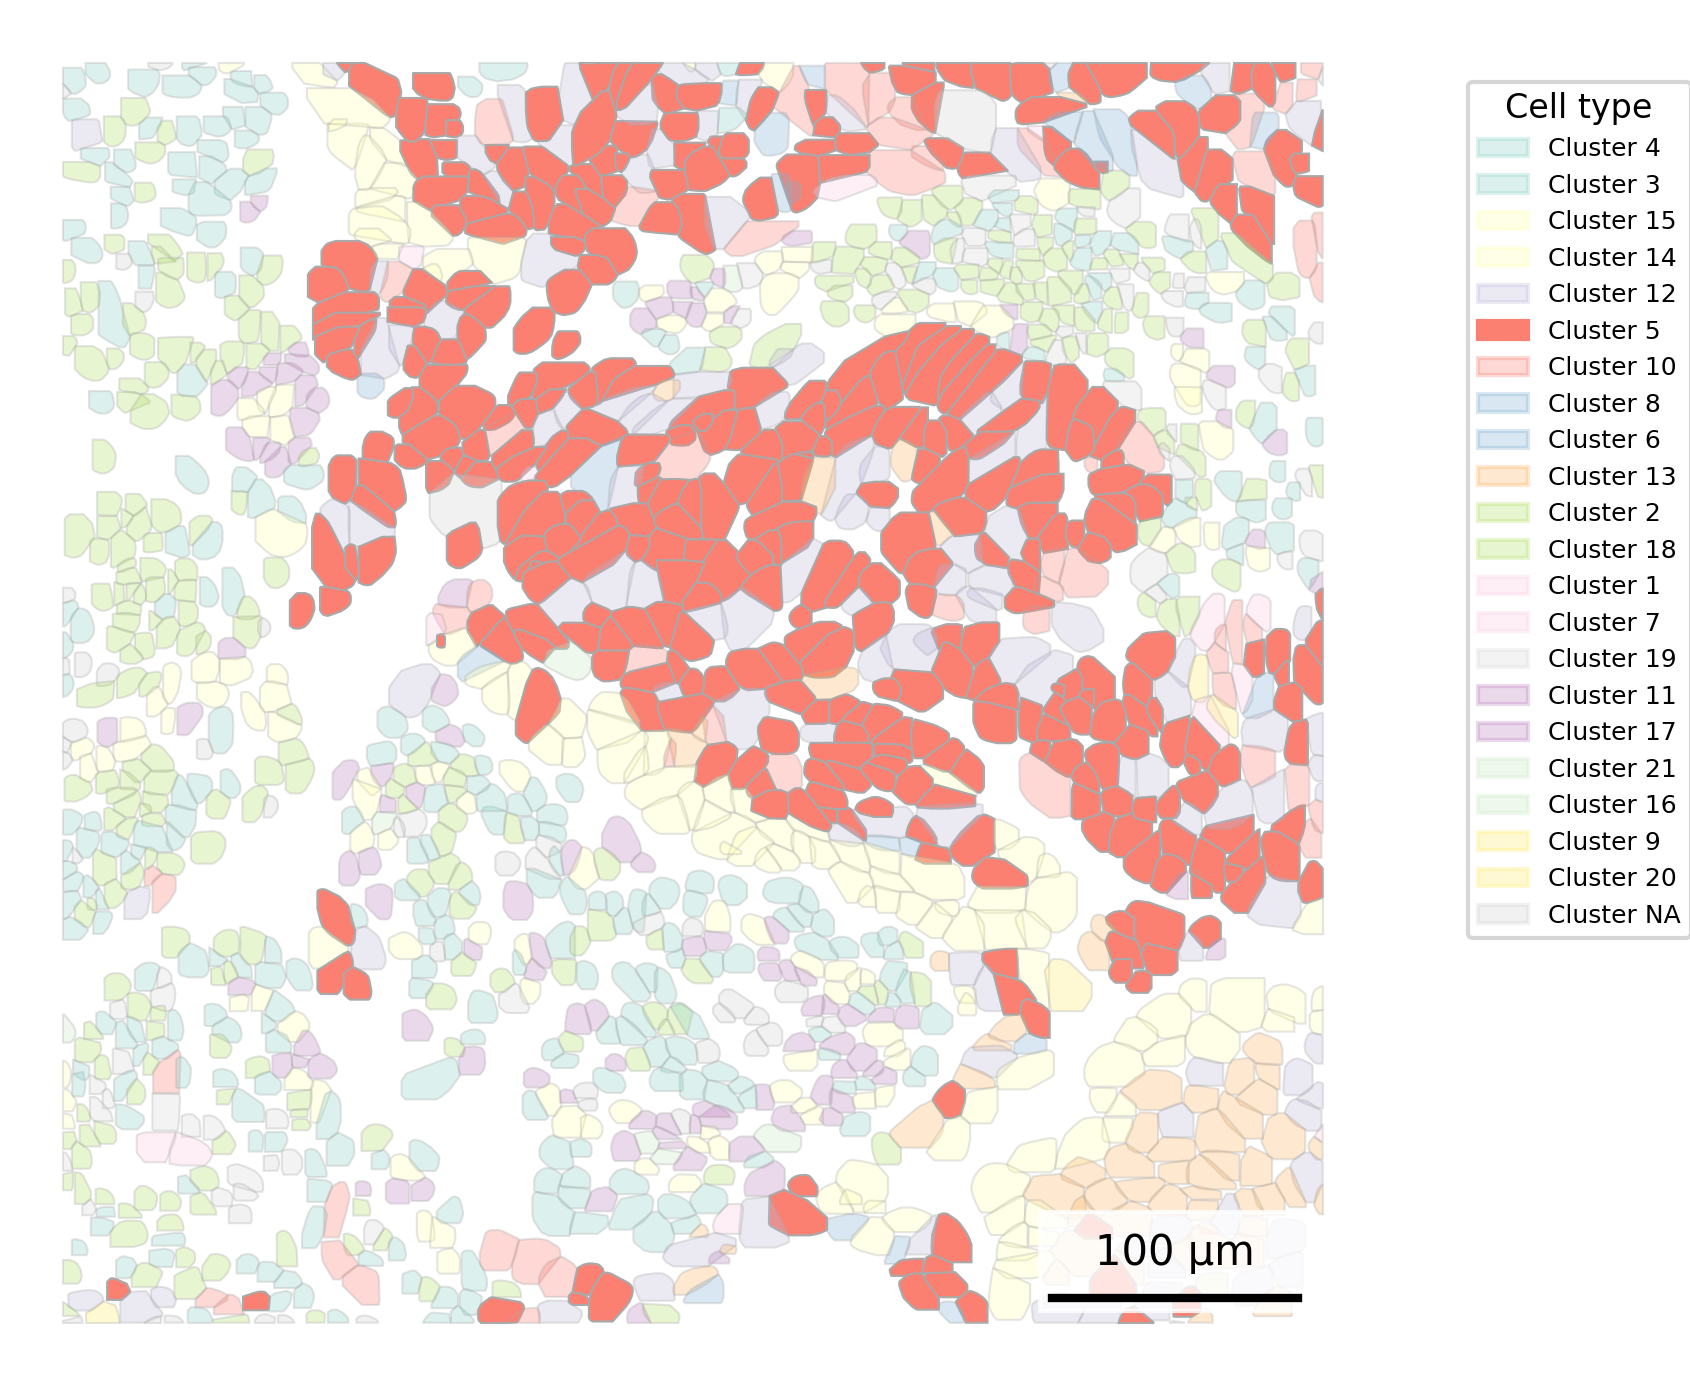 Cell type
Cluster 4
Cluster 3
Cluster 15
Cluster 14
Cluster 12
Cluster 5
Cluster 10
Cluster 8
Cluster 6
Cluster 13
Cluster 2
Cluster 18
Cluster 1
Cluster 7
Cluster 19
Cluster 11
Cluster 17
Cluster 21
Cluster 16
Cluster 9
Cluster 20
Cluster NA
100 μm